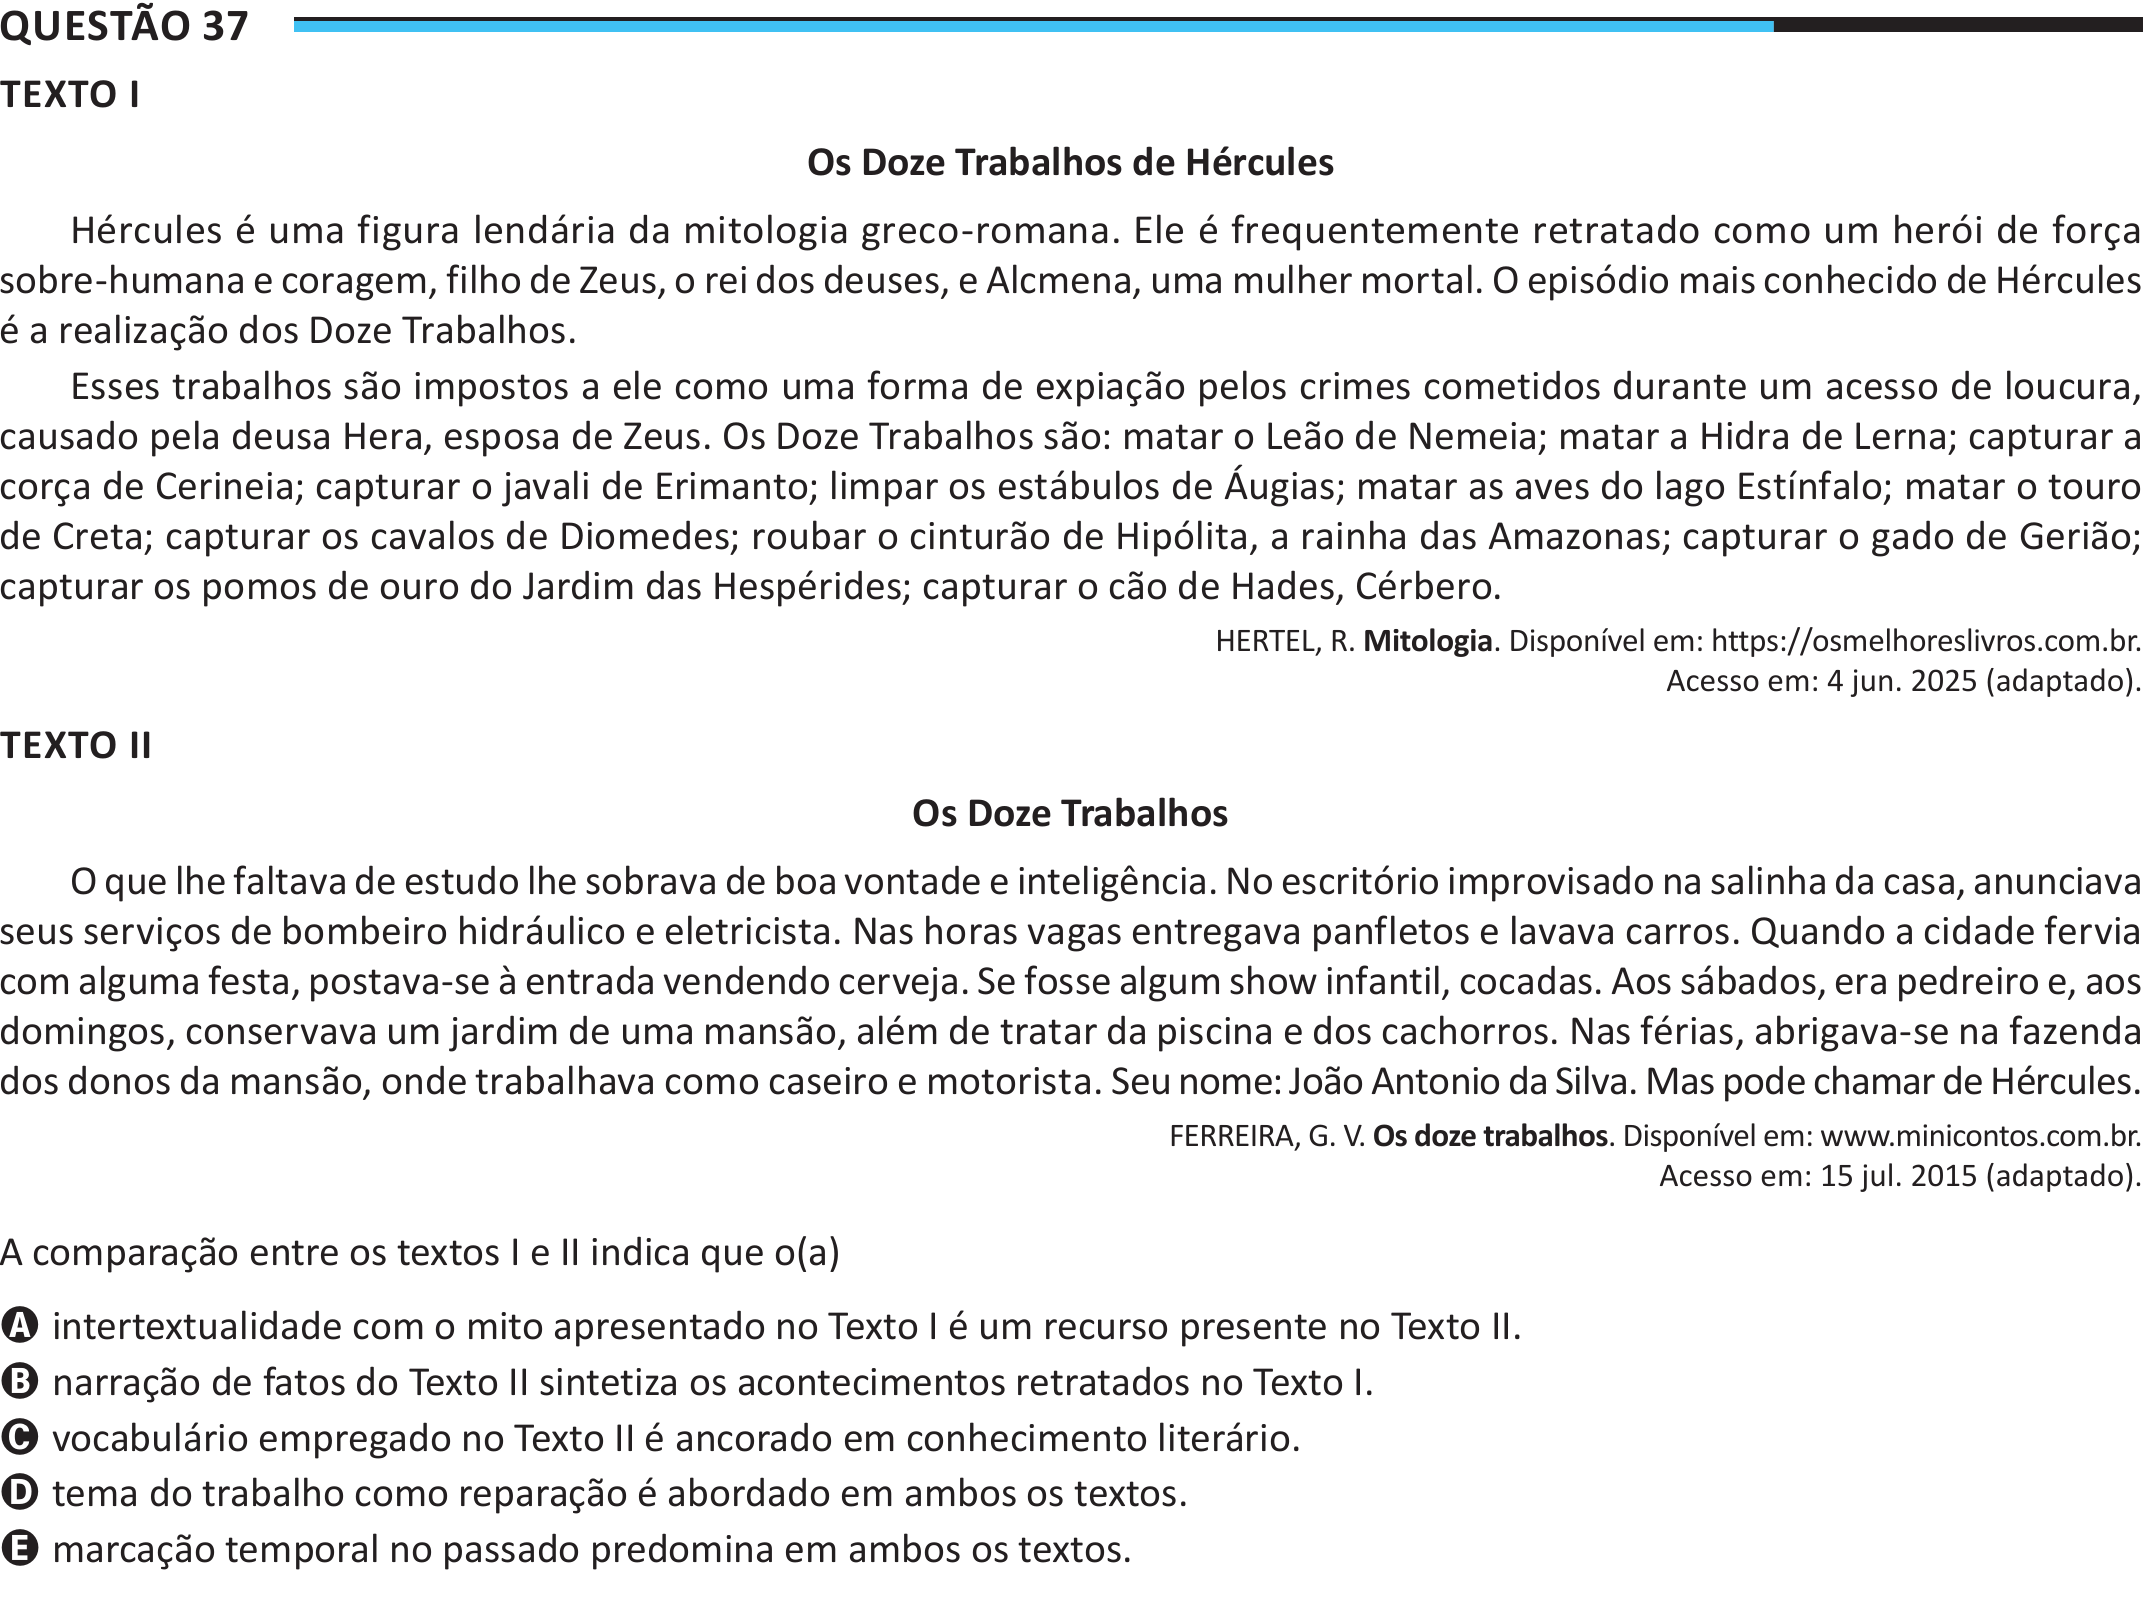 QUESTÃO 37
TEXTO I
Os Doze Trabalhos de Hércules
Hércules é uma figura lendária da mitologia greco-romana. Ele é frequentemente retratado como um herói de força
sobre-humana e coragem, filho de Zeus, o rei dos deuses, e Alcmena, uma mulher mortal. O episódio mais conhecido de Hércules
é a realização dos Doze Trabalhos.
Esses trabalhos são impostos a ele como uma forma de expiação pelos crimes cometidos durante um acesso de loucura,
causado pela deusa Hera, esposa de Zeus. Os Doze Trabalhos são: matar o Leão de Nemeia; matar a Hidra de Lerna; capturar a
corça de Cerineia; capturar o javali de Erimanto; limpar os estábulos de Áugias; matar as aves do lago Estínfalo; matar o touro
de Creta; capturar os cavalos de Diomedes; roubar o cinturão de Hipólita, a rainha das Amazonas; capturar o gado de Gerião;
capturar os pomos de ouro do Jardim das Hespérides; capturar o cão de Hades, Cérbero.
HERTEL, R. Mitologia. Disponível em: https://osmelhoreslivros.com.br.
Acesso em: 4 jun. 2025 (adaptado).
TEXTO II
Os Doze Trabalhos
O que lhe faltava de estudo lhe sobrava de boa vontade e inteligência. No escritório improvisado na salinha da casa, anunciava
seus serviços de bombeiro hidráulico e eletricista. Nas horas vagas entregava panfletos e lavava carros. Quando a cidade fervia
com alguma festa, postava-se à entrada vendendo cerveja. Se fosse algum show infantil, cocadas. Aos sábados, era pedreiro e, aos
domingos, conservava um jardim de uma mansão, além de tratar da piscina e dos cachorros. Nas férias, abrigava-se na fazenda
dos donos da mansão, onde trabalhava como caseiro e motorista. Seu nome: João Antonio da Silva. Mas pode chamar de Hércules.
FERREIRA, G. V. Os doze trabalhos. Disponível em: www.minicontos.com.br.
Acesso em: 15 jul. 2015 (adaptado).
A comparação entre os textos I e II indica que o(a)
A intertextualidade com o mito apresentado no Texto I é um recurso presente no Texto II.
B narração de fatos do Texto II sintetiza os acontecimentos retratados no Texto I.
C vocabulário empregado no Texto II é ancorado em conhecimento literário.
D tema do trabalho como reparação é abordado em ambos os textos.
E marcação temporal no passado predomina em ambos os textos.